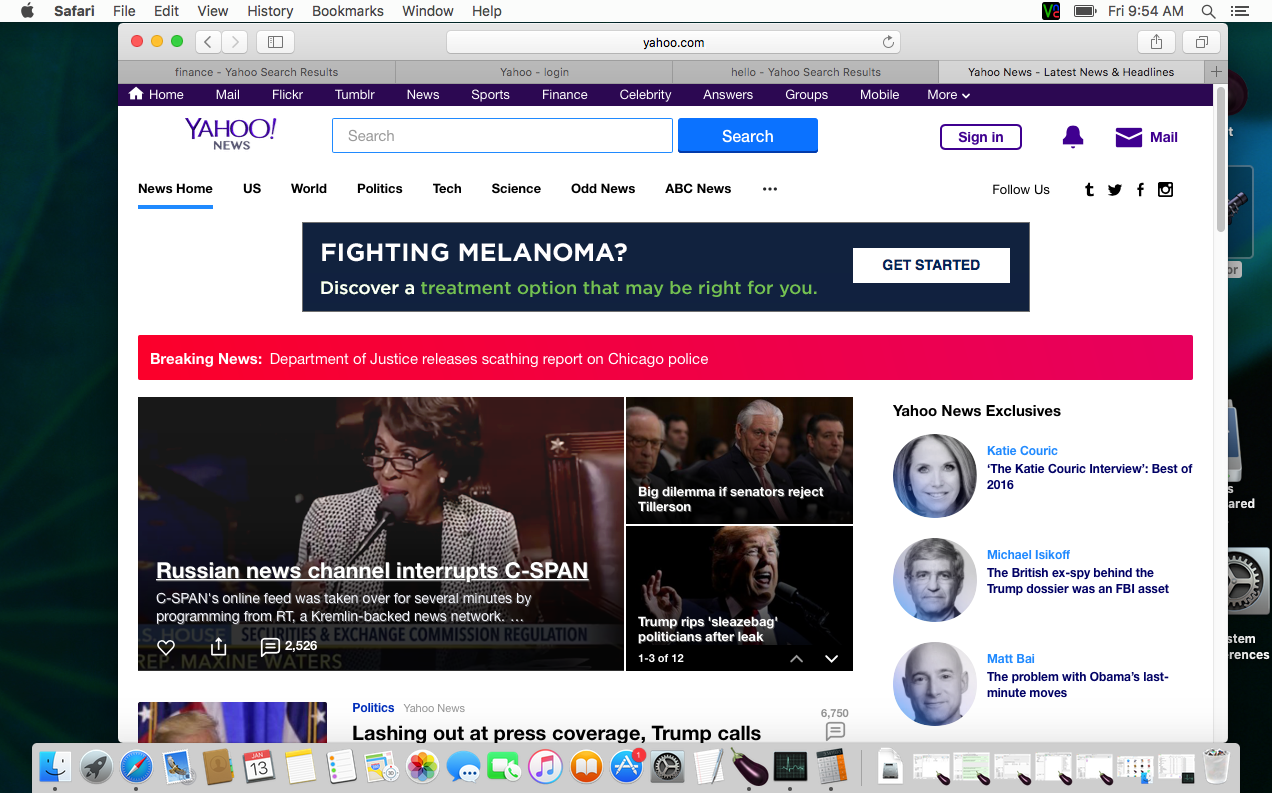 Safari File Edit View History Bookmarks Window Help
Fri 9:54 AM
yahoo.com
finance - Yahoo Search Results
Yahoo - login
hello - Yahoo Search Results
Yahoo News - Latest News & Headlines
Home Mail Flickr Tumblr News Sports Finance Celebrity Answers Groups Mobile More
YAHOO!
NEWS
Search
Search
Sign in
Mail
News Home US World Politics Tech Science Odd News ABC News
Follow Us
FIGHTING MELANOMA?
Discover a treatment option that may be right for you.
GET STARTED
Breaking News: Department of Justice releases scathing report on Chicago police
Russian news channel interrupts C-SPAN
C-SPAN's online feed was taken over for several minutes by
programming from RT, a Kremlin-backed news network. …
S. HOUSE SECURITIES & EXCHANGE COMMISSION REGULATION
REP. MAXINE WATERS
2,526
Big dilemma if senators reject
Tillerson
Trump rips 'sleazebag'
politicians after leak
1-3 of 12
Yahoo News Exclusives
Katie Couric
‘The Katie Couric Interview’: Best of
2016
Michael Isikoff
The British ex-spy behind the
Trump dossier was an FBI asset
Matt Bai
The problem with Obama’s last-
minute moves
Politics Yahoo News
Lashing out at press coverage, Trump calls
6,750
JAN
13
1